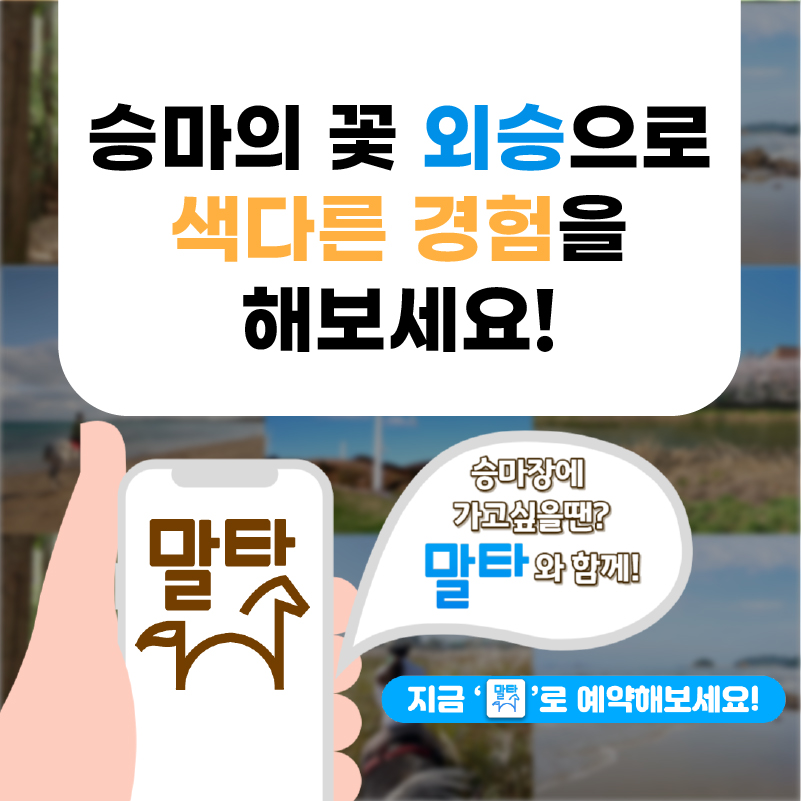 승마의 꽃 외승으로
색다른 경험을
해보세요!
말타
승마장에
가고싶을땐?
말타와 함께!
지금 ‘말타’로 예약해보세요!